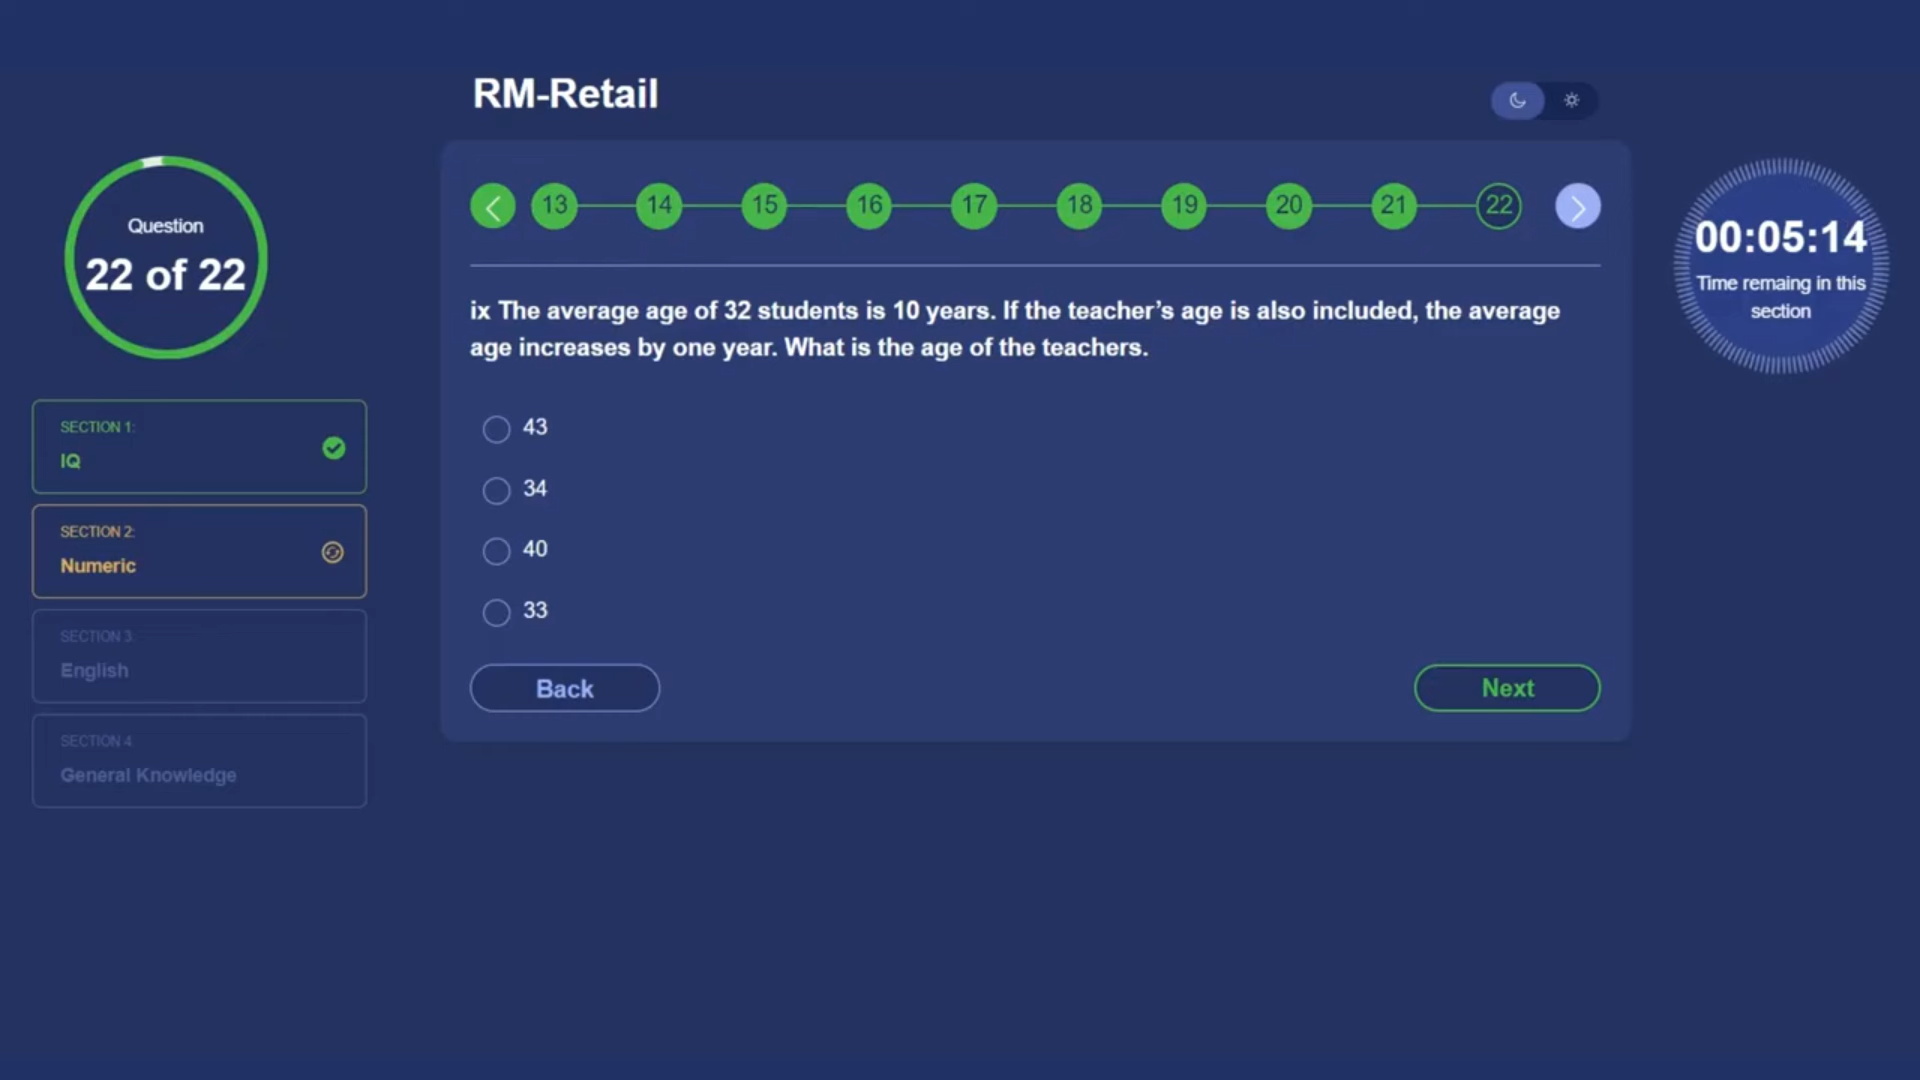 RM-Retail
Question
22 of 22
13 14 15 16 17 18 19 20 21 22
00:05:14
Time remaing in this
section
ix The average age of 32 students is 10 years. If the teacher’s age is also included, the average
age increases by one year. What is the age of the teachers.
43
34
40
33
Back
Next
SECTION 1:
IQ
SECTION 2:
Numeric
SECTION 3
English
SECTION 4
General Knowledge